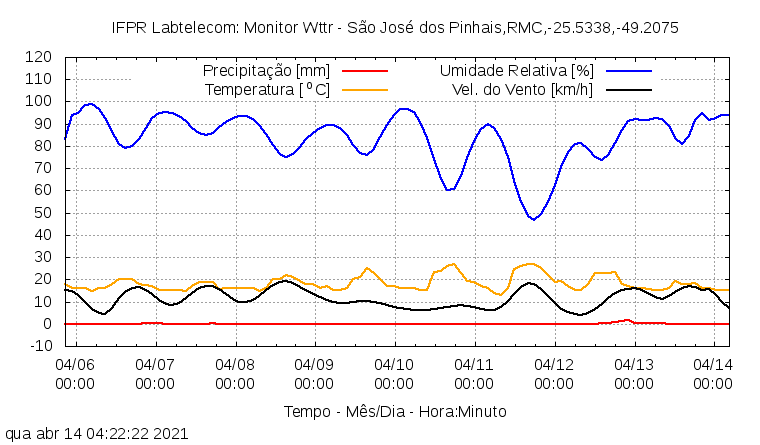 IFPR Labtelecom: Monitor Wttr - São José dos Pinhais,RMC,-25.5338,-49.2075
Precipitação [mm]
Temperatura [ºC]
Umidade Relativa [%]
Vel. do Vento [km/h]
120
110
100
90
80
70
60
50
40
30
20
10
0
-10
04/06 04/07 04/08 04/09 04/10 04/11 04/12 04/13 04/14
00:00 00:00 00:00 00:00 00:00 00:00 00:00 00:00 00:00
Tempo - Mês/Dia - Hora:Minuto
qua abr 14 04:22:22 2021